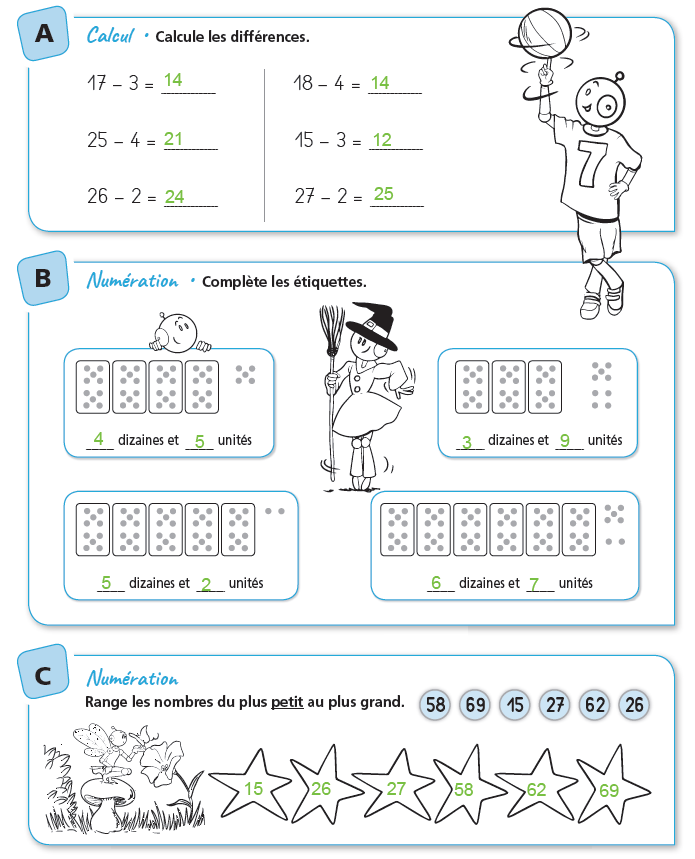 A
Calcul • Calcule les différences.
17 – 3 = 14
18 – 4 = 14
25 – 4 = 21
15 – 3 = 12
26 – 2 = 24
27 – 2 = 25
7
B
Numération • Complète les étiquettes.
4 dizaines et 5 unités
3 dizaines et 9 unités
5 dizaines et 2 unités
6 dizaines et 7 unités
C
Numération
Range les nombres du plus petit au plus grand.
58 69 15 27 62 26
15 26 27 58 62 69